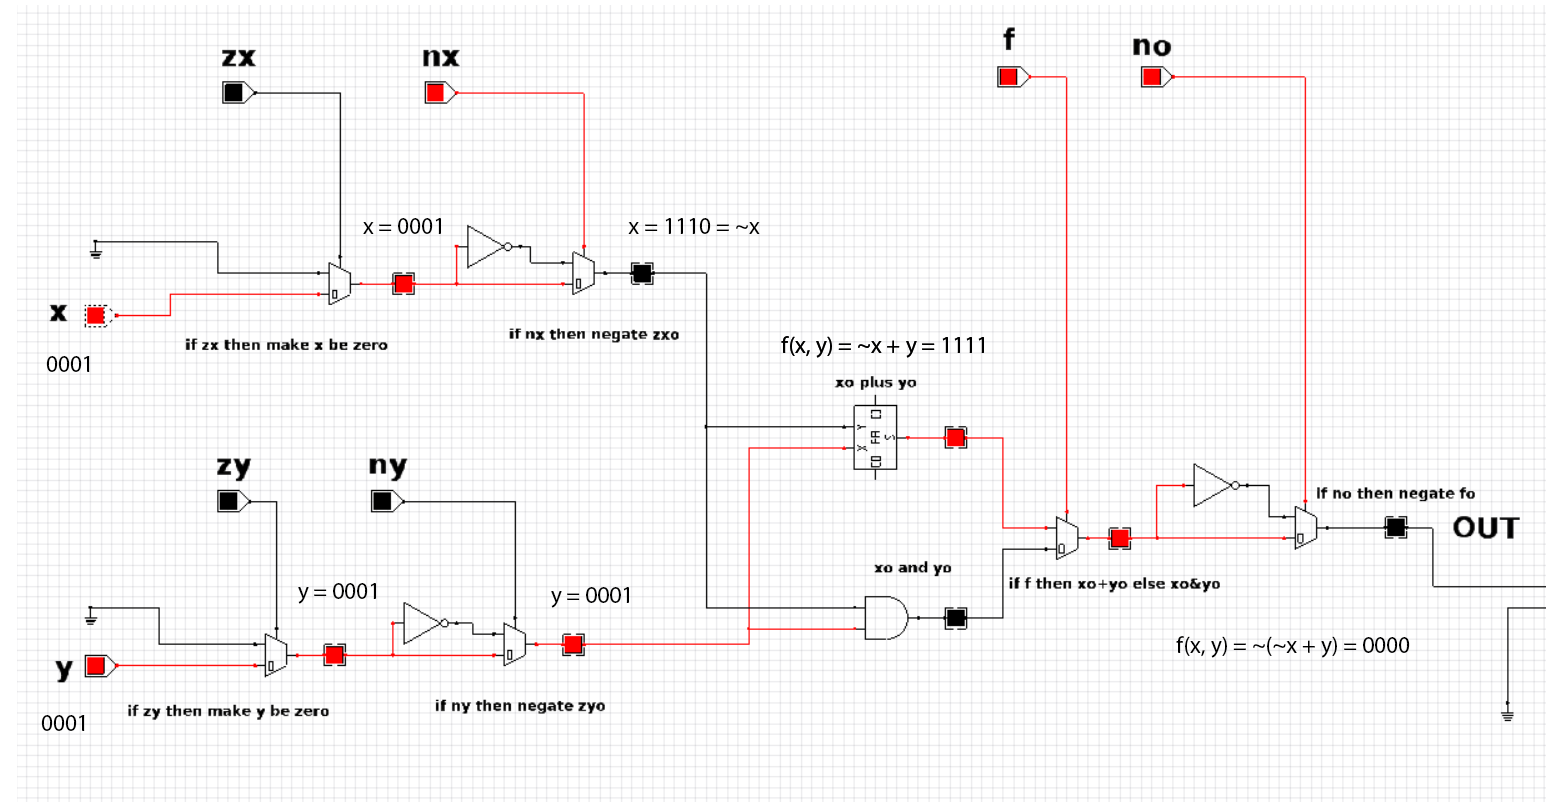 zx
nx
f
no
x = 0001
x = 1110 = ~x
x
if zx then make x be zero
if nx then negate zxo
0001
f(x, y) = ~x + y = 1111
xo plus yo
CI
Y
FA
S
X
CO
zy
ny
If no then negate fo
OUT
xo and yo
if f then xo+yo else xo&yo
y = 0001
y = 0001
f(x, y) = ~(~x + y) = 0000
y
if zy then make y be zero
if ny then negate zyo
0001